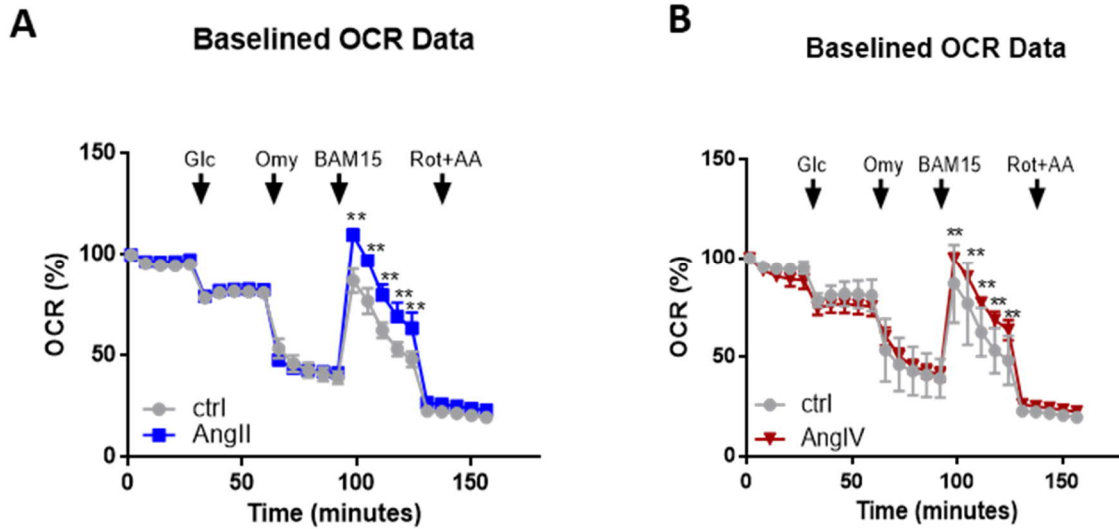 A
Baselined OCR Data
150
100
50
0
OCR (%)
Glc Omy BAM15 Rot+AA
** ** ** ** **
ctrl
AngII
0 50 100 150
Time (minutes)
B
Baselined OCR Data
150
100
50
0
OCR (%)
Glc Omy BAM15 Rot+AA
** ** ** ** **
ctrl
AngIV
0 50 100 150
Time (minutes)